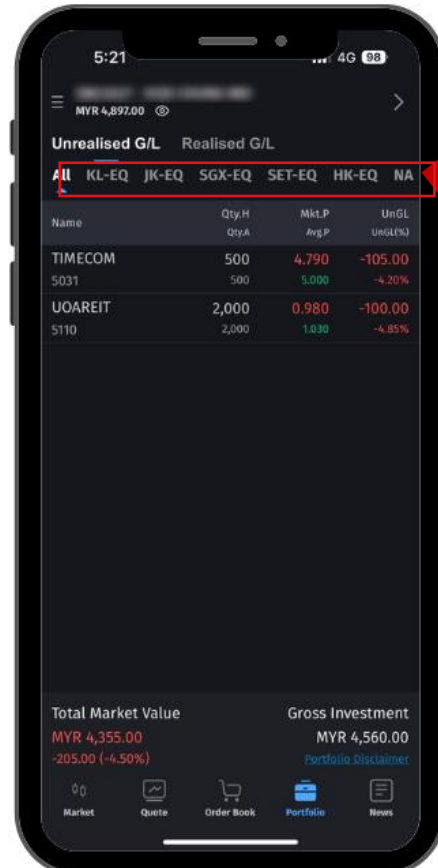 5:21 4G 98
MYR 4,897.00
Unrealised G/L Realised G/L
All KL-EQ JK-EQ SGX-EQ SET-EQ HK-EQ NA
Name Qty.H Mkt.P UnGL
Qty.A Avg.P UnGL(%)
TIMECOM 500 4.790 -105.00
5031 500 5.000 -4.20%
UOAREIT 2,000 0.980 -100.00
5110 2,000 1.030 -4.85%
Total Market Value Gross Investment
MYR 4,355.00 MYR 4,560.00
-205.00 (-4.50%) Portfolio Disclaimer
Market Quote Order Book Portfolio News